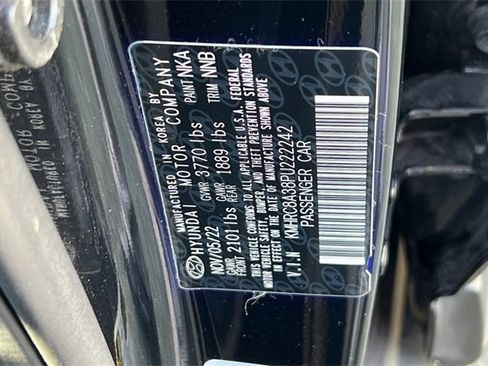 MANUFACTURED IN KOREA BY
HYUNDAI MOTOR COMPANY
NOV/05/22 GVWR 3770 lbs PAINT NKA
GAWR FRONT 2101 lbs GAWR REAR 1889 lbs TRIM NNB
THIS VEHICLE CONFORMS TO ALL APPLICABLE U.S.A. FEDERAL
MOTOR VEHICLE SAFETY, BUMPER, AND THEFT PREVENTION STANDARDS
IN EFFECT ON THE DATE OF MANUFACTURE SHOWN ABOVE.
V.I.N KMHRC8A38PU222242
PASSENGER CAR